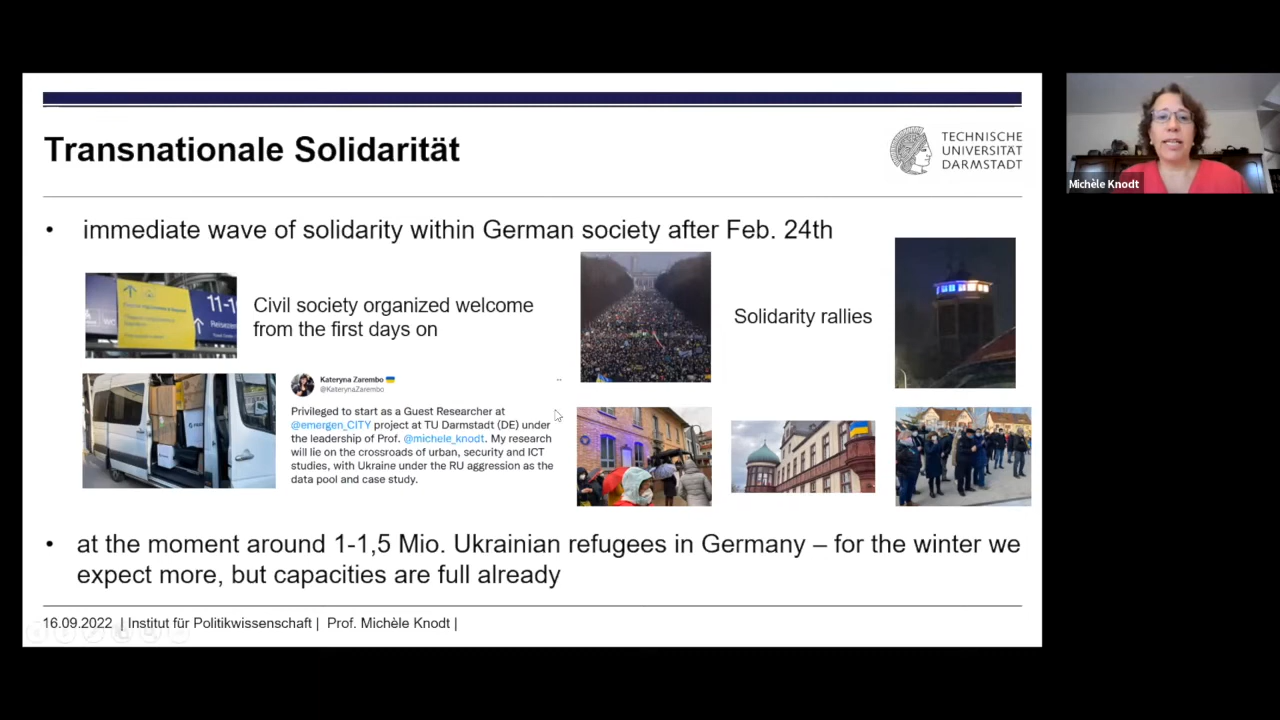 Transnationale Solidarität
TECHNISCHE
UNIVERSITÄT
DARMSTADT
Michèle Knodt
• immediate wave of solidarity within German society after Feb. 24th
11-1
Reisezen
Civil society organized welcome
from the first days on
Solidarity rallies
Kateryna Zarembo
@KaterynaZarembo
Privileged to start as a Guest Researcher at
@emergen_CITY project at TU Darmstadt (DE) under
the leadership of Prof. @michele_knodt. My research
will lie on the crossroads of urban, security and ICT
studies, with Ukraine under the RU aggression as the
data pool and case study.
• at the moment around 1-1,5 Mio. Ukrainian refugees in Germany – for the winter we
expect more, but capacities are full already
16.09.2022 | Institut für Politikwissenschaft | Prof. Michèle Knodt |